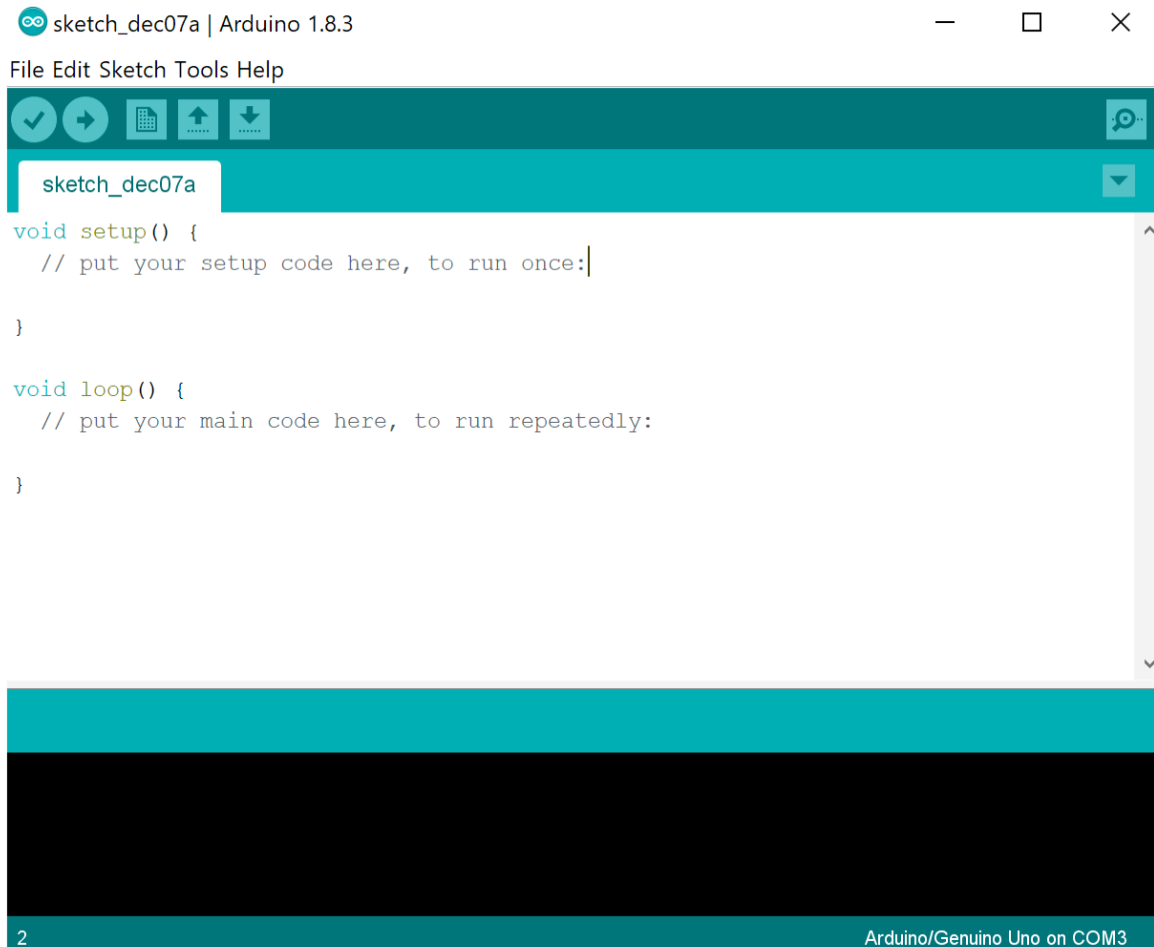 sketch_dec07a | Arduino 1.8.3
File Edit Sketch Tools Help
sketch_dec07a
void setup() {
  // put your setup code here, to run once:
}
void loop() {
  // put your main code here, to run repeatedly:
}
2 Arduino/Genuino Uno on COM3